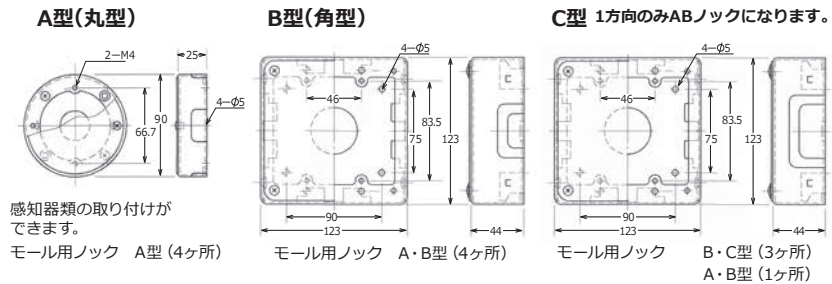 A型(丸型)
2−M4
25
66.7
90
4−Φ5
感知器類の取り付けが
できます。
モール用ノック　A型（4ヶ所）
B型(角型)
4−Φ5
46
75
83.5
123
90
123
44
モール用ノック　A・B型（4ヶ所）
C型 1方向のみABノックになります。
4−Φ5
46
75
83.5
123
90
123
44
モール用ノック　B・C型（3ヶ所）
A・B型（1ヶ所）